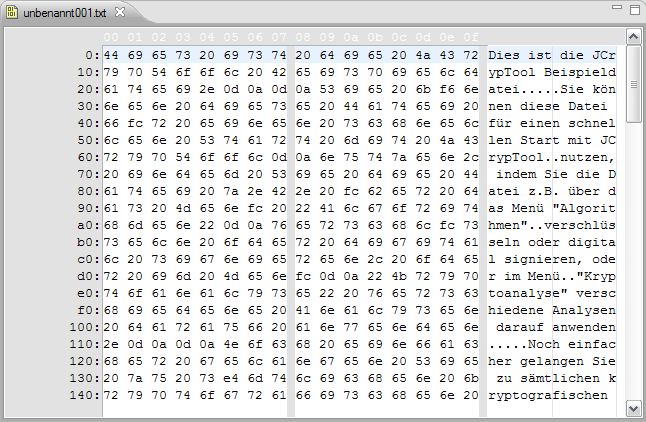 unbenannt001.txt
00 01 02 03 04 05 06 07 08 09 0a 0b 0c 0d 0e 0f
0: 44 69 65 73 20 69 73 74 20 64 69 65 20 4a 43 72 Dies ist die JCr
10: 79 70 54 6f 6f 6c 20 42 65 69 73 70 69 65 6c 64 ypTool Beispield
20: 61 74 65 69 2e 0d 0a 0d 0a 53 69 65 20 6b f6 6e atei.....Sie kön
30: 6e 65 6e 20 64 69 65 73 65 20 44 61 74 65 69 20 nen diese Datei
40: 66 fc 72 20 65 69 6e 65 6e 20 73 63 68 6e 65 6c für einen schnel
50: 6c 65 6e 20 53 74 61 72 74 20 6d 69 74 20 4a 43 len Start mit JC
60: 72 79 70 54 6f 6f 6c 0d 0a 6e 75 74 7a 65 6e 2c rypTool..nutzen,
70: 20 69 6e 64 65 6d 20 53 69 65 20 64 69 65 20 44 indem Sie die D
80: 61 74 65 69 20 7a 2e 42 2e 20 fc 62 65 72 20 64 atei z.B. über d
90: 61 73 20 4d 65 6e fc 20 22 41 6c 67 6f 72 69 74 as Menü "Algorit
a0: 68 6d 65 6e 22 0d 0a 76 65 72 73 63 68 6c fc 73 hmen"..verschlüs
b0: 73 65 6c 6e 20 6f 64 65 72 20 64 69 67 69 74 61 seln oder digita
c0: 6c 20 73 69 67 6e 69 65 72 65 6e 2c 20 6f 64 65 l signieren, ode
d0: 72 20 69 6d 20 4d 65 6e fc 0d 0a 22 4b 72 79 70 r im Menü.."Kryp
e0: 74 6f 61 6e 61 6c 79 73 65 22 20 76 65 72 73 63 toanalyse" versc
f0: 68 69 65 64 65 6e 65 20 41 6e 61 6c 79 73 65 6e hiedene Analysen
100: 20 64 61 72 61 75 66 20 61 6e 77 65 6e 64 65 6e darauf anwenden
110: 2e 0d 0a 0d 0a 4e 6f 63 68 20 65 69 6e 66 61 63 .....Noch einfac
120: 68 65 72 20 67 65 6c 61 6e 67 65 6e 20 53 69 65 her gelangen Sie
130: 20 7a 75 20 73 e4 6d 74 6c 69 63 68 65 6e 20 6b zu sämtlichen k
140: 72 79 70 74 6f 67 72 61 66 69 73 63 68 65 6e 20 ryptografischen